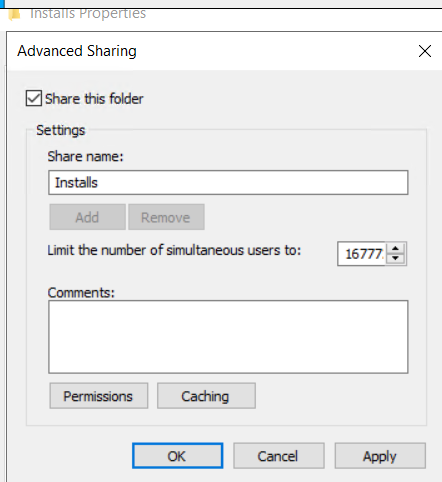 Installs Properties
Advanced Sharing
Share this folder
Settings
Share name:
Installs
Add Remove
Limit the number of simultaneous users to: 16777
Comments:
Permissions Caching
OK Cancel Apply